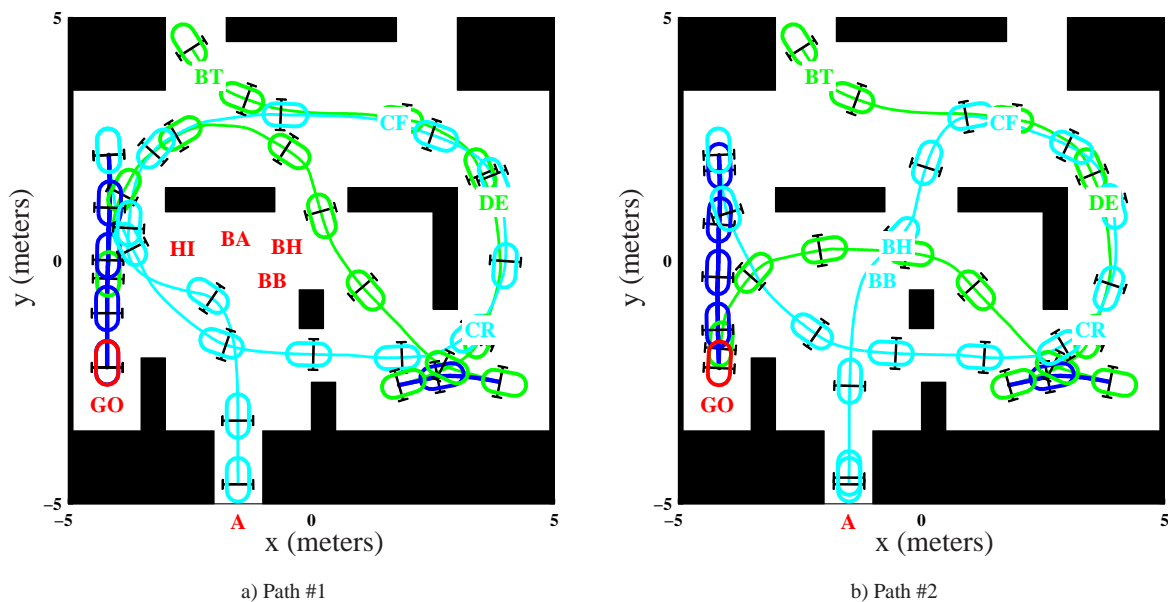 5
BT
CF
DE
HI
BA
BH
BB
0
y (meters)
CR
GO
−5
−5
A
0
5
x (meters)
a) Path #1
5
BT
CF
DE
BH
BB
0
y (meters)
CR
GO
−5
−5
A
0
5
x (meters)
b) Path #2